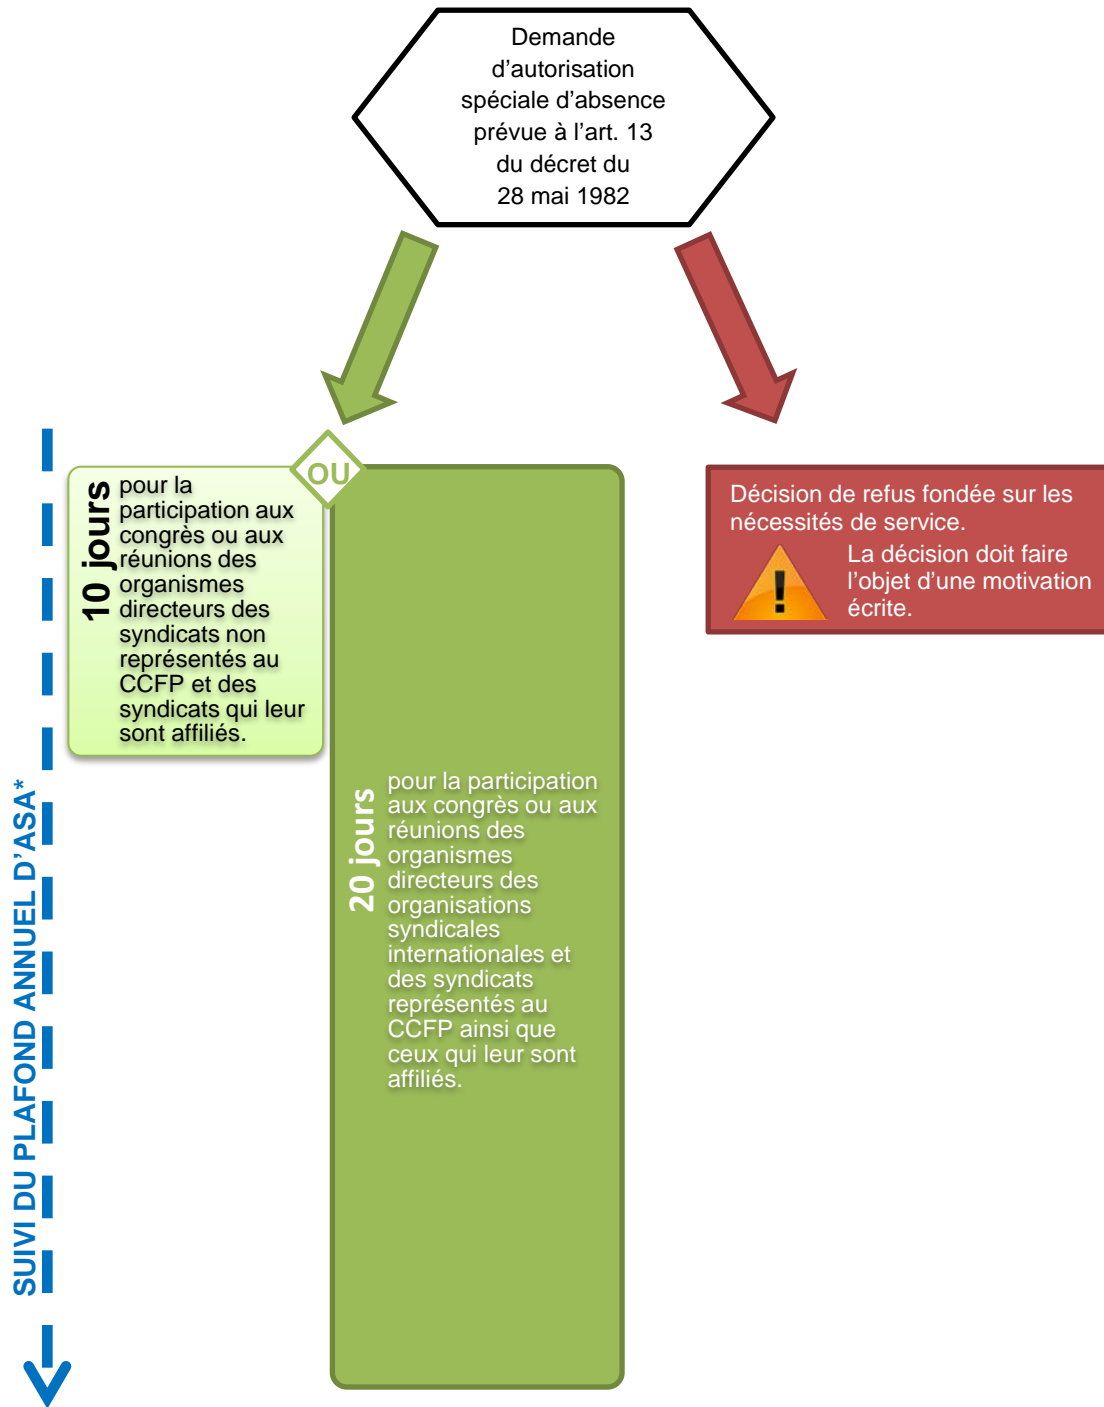 Demande
d'autorisation
spéciale d'absence
prévue à l'art. 13
du décret du
28 mai 1982
OU
10 jours
pour la
participation aux
congrès ou aux
réunions des
organismes
directeurs des
syndicats non
représentés au
CCFP et des
syndicats qui leur
sont affiliés.
20 jours
pour la participation
aux congrès ou aux
réunions des
organismes
directeurs des
organisations
syndicales
internationales et
des syndicats
représentés au
CCFP ainsi que
ceux qui leur sont
affiliés.
Décision de refus fondée sur les
nécessités de service.
La décision doit faire
l'objet d'une motivation
écrite.
SUIVI DU PLAFOND ANNUEL D'ASA*